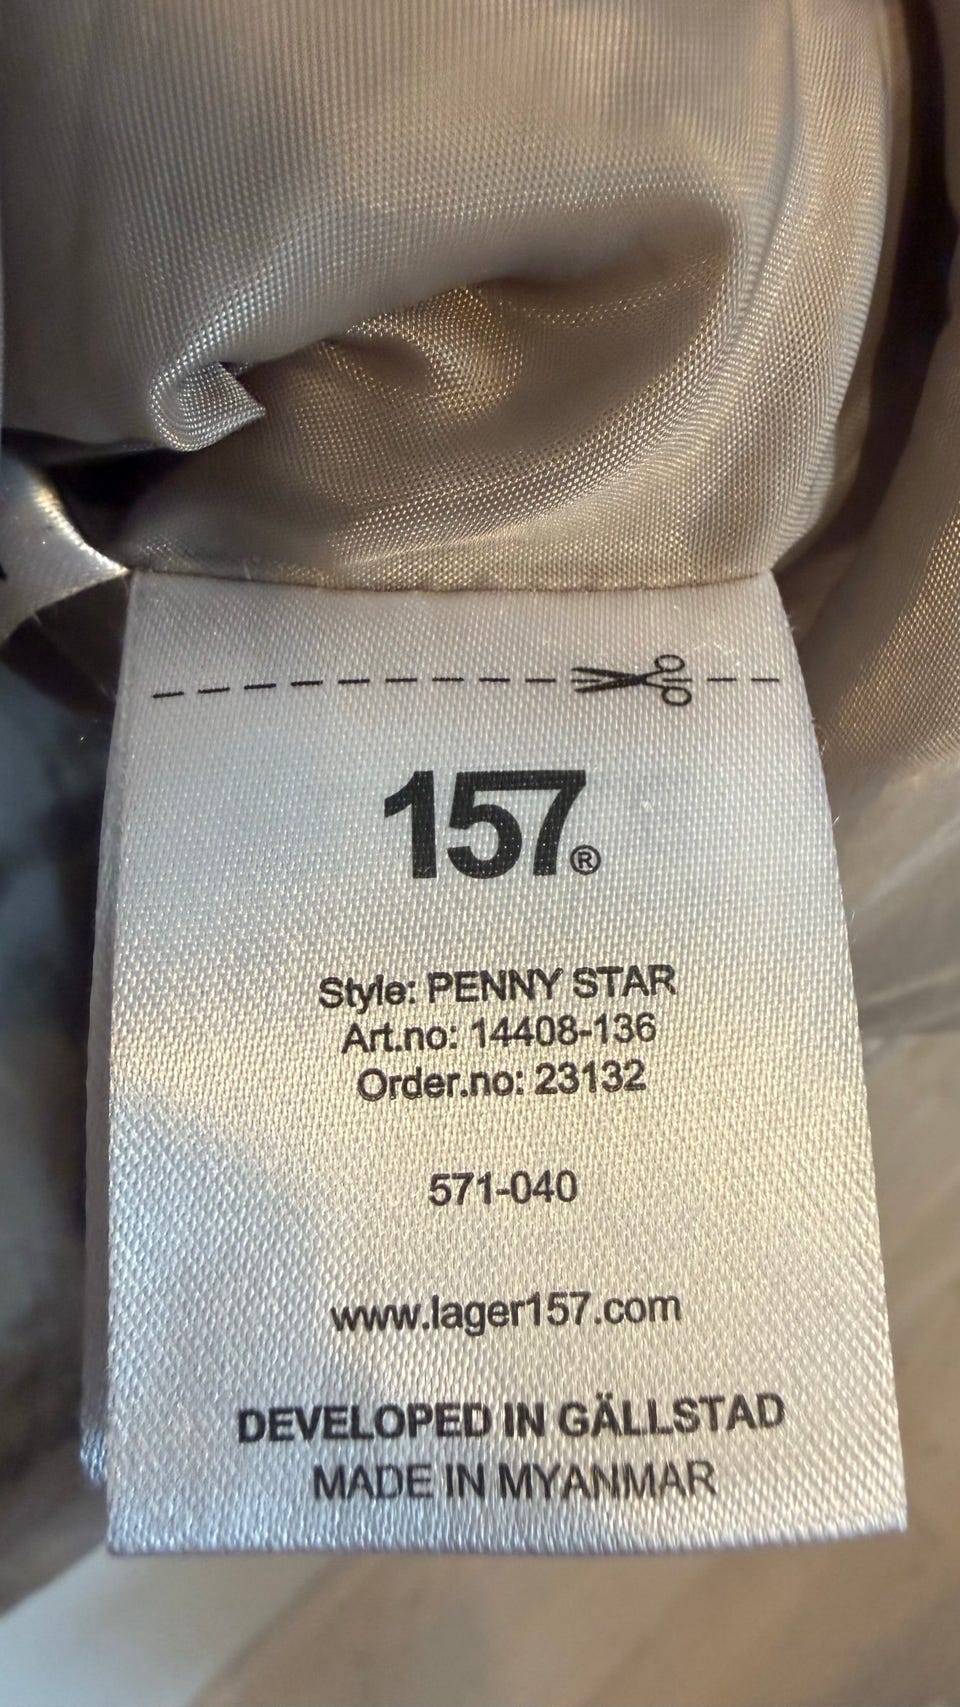 157®
Style: PENNY STAR
Art.no: 14408-136
Order.no: 23132
571-040
www.lager157.com
DEVELOPED IN GÄLLSTAD
MADE IN MYANMAR